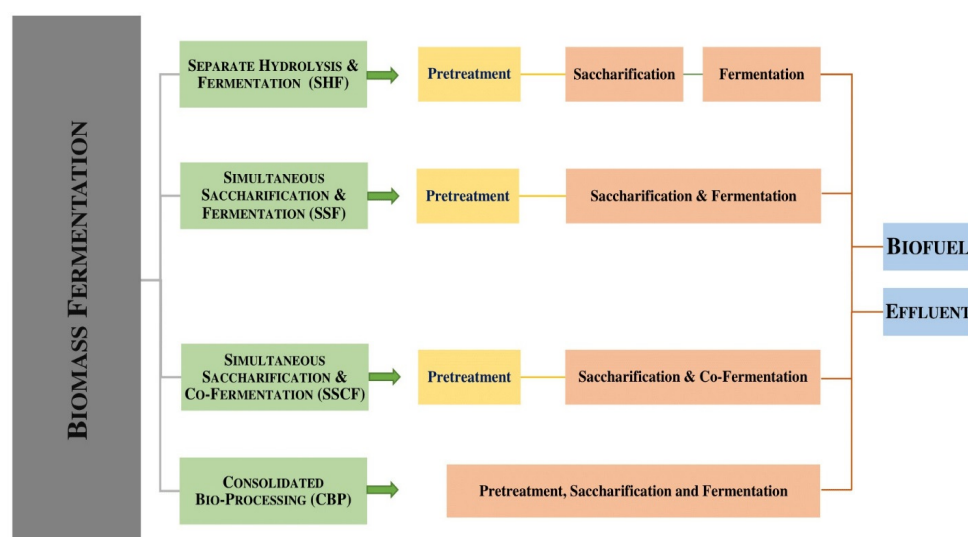 BIOMASS FERMENTATION
SEPARATE HYDROLYSIS &
FERMENTATION (SHF)
Pretreatment
Saccharification
Fermentation
SIMULTANEOUS
SACCHARIFICATION &
FERMENTATION (SSF)
Pretreatment
Saccharification & Fermentation
BIOFUEL
EFFLUENT
SIMULTANEOUS
SACCHARIFICATION &
CO-FERMENTATION (SSCF)
Pretreatment
Saccharification & Co-Fermentation
CONSOLIDATED
BIO-PROCESSING (CBP)
Pretreatment, Saccharification and Fermentation